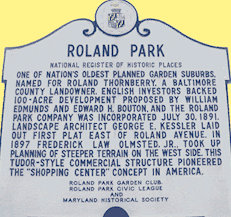 ROLAND PARK
NATIONAL REGISTER OF HISTORIC PLACES
ONE OF NATION'S OLDEST PLANNED GARDEN SUBURBS.
NAMED FOR ROLAND THORNBERRY, A BALTIMORE
COUNTY LANDOWNER. ENGLISH INVESTORS BACKED
100-ACRE DEVELOPMENT PROPOSED BY WILLIAM
EDMUNDS AND EDWARD H. BOUTON, AND THE ROLAND
PARK COMPANY WAS INCORPORATED JULY 30, 1891.
LANDSCAPE ARCHITECT GEORGE E. KESSLER LAID
OUT FIRST PLAT EAST OF ROLAND AVENUE. IN
1897 FREDERICK LAW OLMSTED, JR., TOOK UP
PLANNING OF STEEPER TERRAIN ON THE WEST SIDE. THIS
TUDOR-STYLE COMMERCIAL STRUCTURE PIONEERED
THE "SHOPPING CENTER" CONCEPT IN AMERICA.
ROLAND PARK GARDEN CLUB
ROLAND PARK CIVIC LEAGUE
AND
MARYLAND HISTORICAL SOCIETY